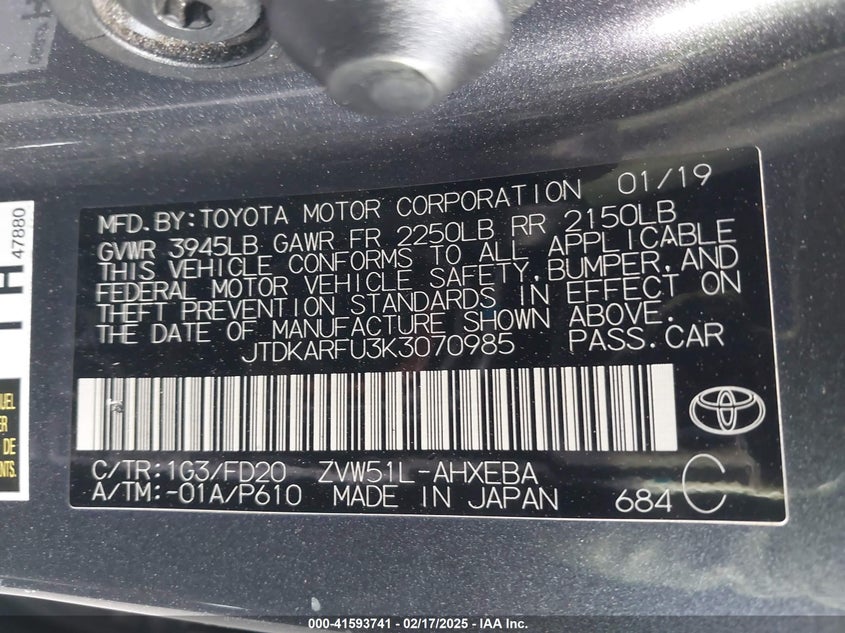 MFD.BY:TOYOTA MOTOR CORPORATION 01/19
GVWR 3945LB GAWR FR 2250LB RR 2150LB
THIS VEHICLE CONFORMS TO ALL APPLICABLE
FEDERAL MOTOR VEHICLE SAFETY,BUMPER,AND
THEFT PREVENTION STANDARDS IN EFFECT ON
THE DATE OF MANUFACTURE SHOWN ABOVE.
JTDKARFU3K3070985 PASS.CAR
C/TR:1G3/FD20 ZVW51L-AHXEBA
A/TM:-01A/P610 MADE IN JAPAN 684 C
47880
DE
000-41593741 - 02/17/2025 - IAA Inc.